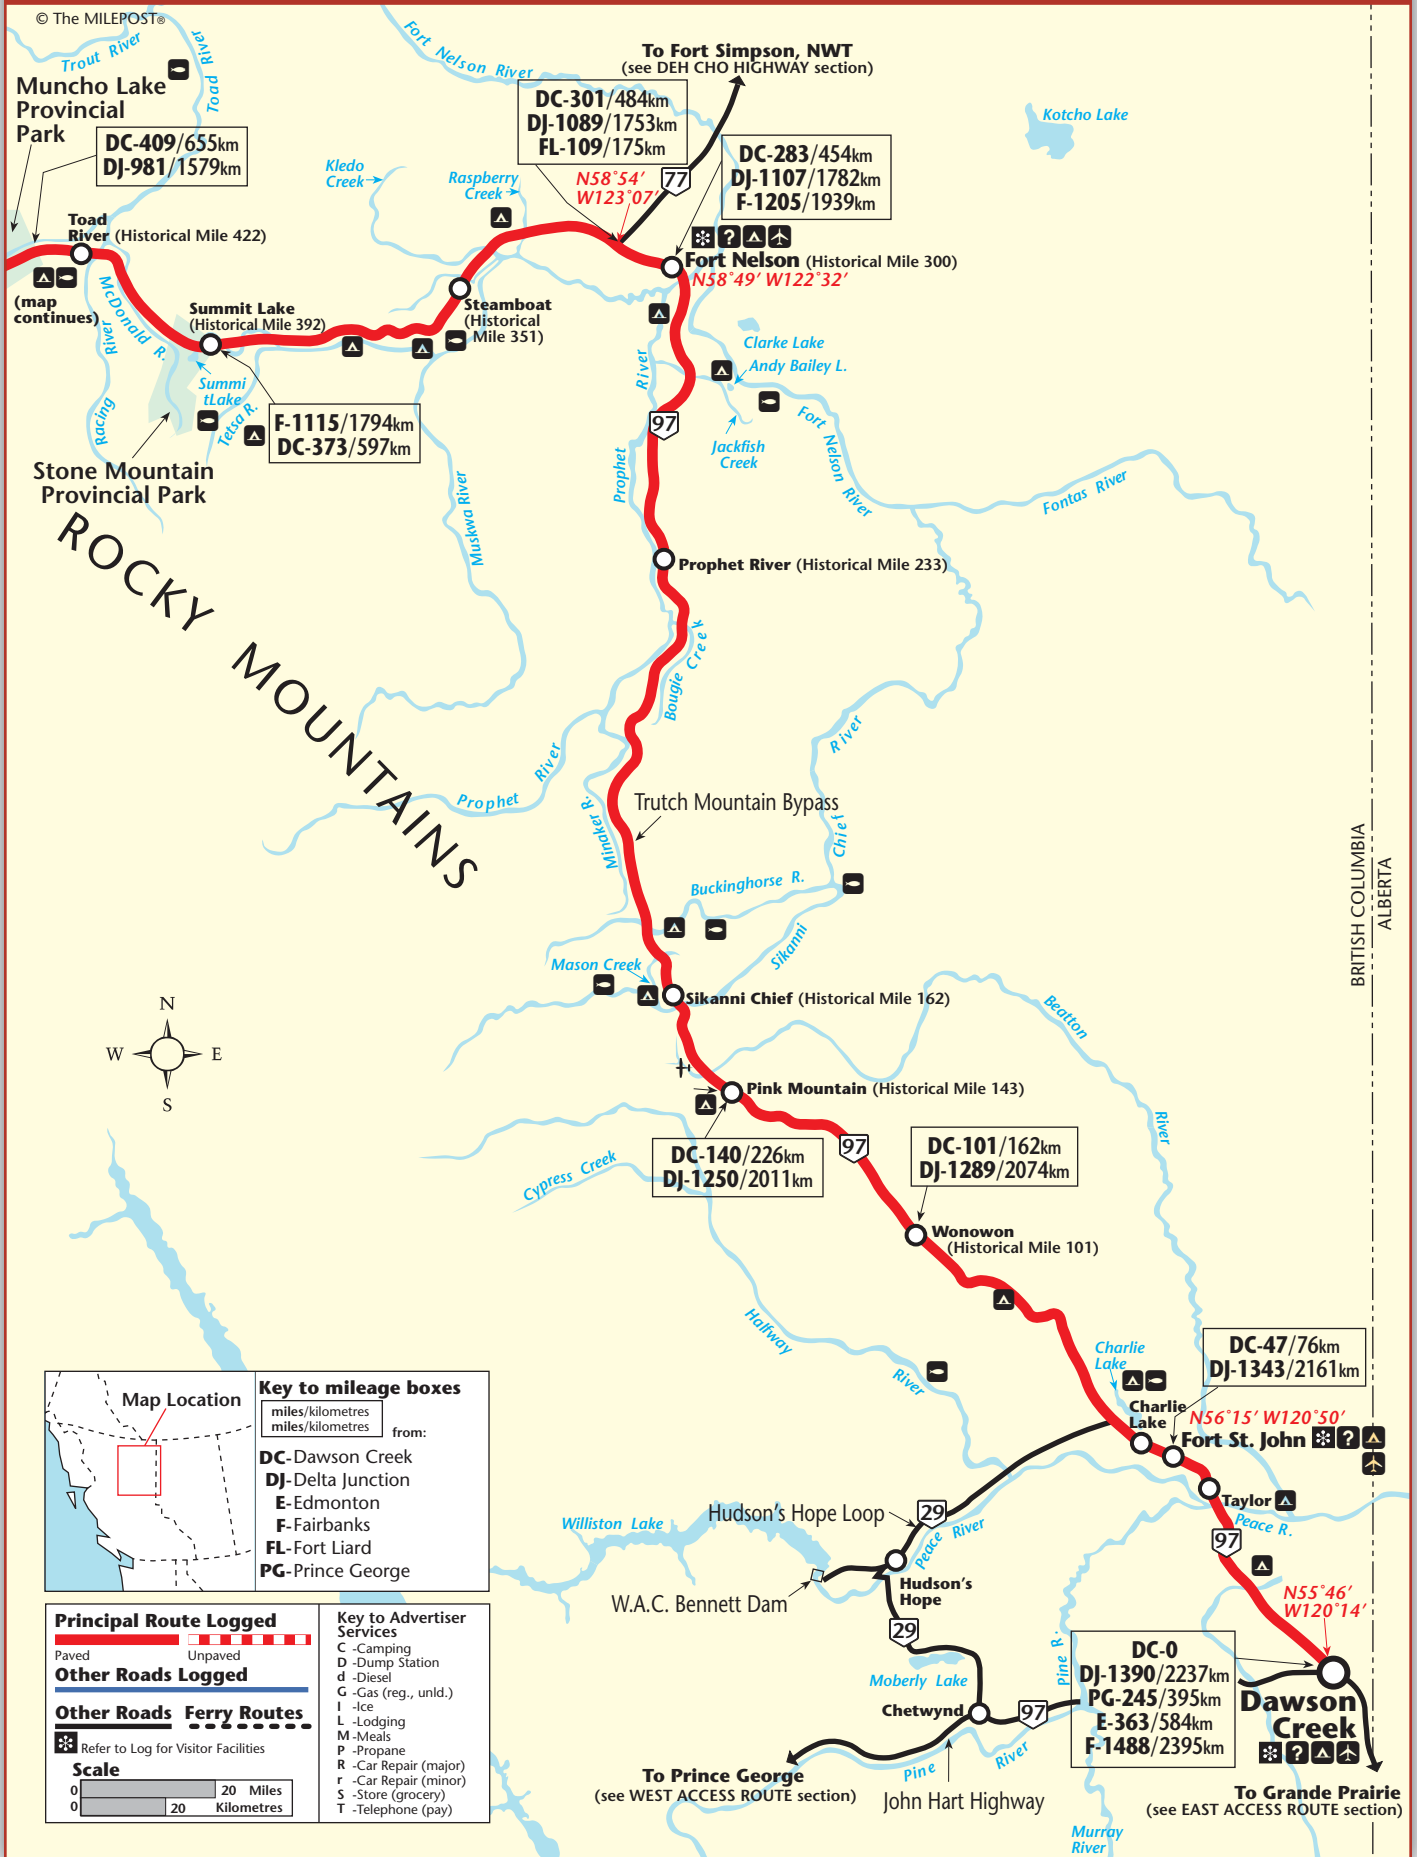 © The MILEPOST®
Trout River
Toad River
Muncho Lake
Provincial
Park
DC-409/655km
DJ-981/1579km
Toad
River (Historical Mile 422)
(map
continues)
McDonald R.
Racing
River
Summit Lake
(Historical Mile 392)
Summi
tLake
Tetsa R.
F-1115/1794km
DC-373/597km
Stone Mountain
Provincial Park
ROCKY MOUNTAINS
Fort Nelson River
To Fort Simpson, NWT
(see DEH CHO HIGHWAY section)
DC-301/484km
DJ-1089/1753km
FL-109/175km
N58°54′
W123°07′
77
DC-283/454km
DJ-1107/1782km
F-1205/1939km
Kotcho Lake
Kledo
Creek
Raspberry
Creek
Steamboat
(Historical
Mile 351)
?
Fort Nelson (Historical Mile 300)
N58°49′ W122°32′
Clarke Lake
Andy Bailey L.
Jackfish
Creek
Fort Nelson River
Fontas River
97
Prophet
River
Muskwa River
Prophet River (Historical Mile 233)
Bougie Creek
Prophet
River
Minaker R.
Trutch Mountain Bypass
Chief
River
Buckinghorse R.
Sikanni
Mason Creek
Sikanni Chief (Historical Mile 162)
BRITISH COLUMBIA
ALBERTA
Beatton
River
N
W E
S
Pink Mountain (Historical Mile 143)
DC-140/226km
DJ-1250/2011km
97
DC-101/162km
DJ-1289/2074km
Cypress Creek
Wonowon
(Historical Mile 101)
Halfway
River
Charlie
Lake
DC-47/76km
DJ-1343/2161km
Charlie
Lake
N56°15′ W120°50′
Fort St. John ?
Taylor
Peace R.
97
N55°46′
W120°14′
Hudson's Hope Loop
29
Peace River
Williston Lake
W.A.C. Bennett Dam
Hudson's
Hope
29
Moberly Lake
Chetwynd
97
Pine R.
DC-0
DJ-1390/2237km
PG-245/395km
E-363/584km
F-1488/2395km
Dawson
Creek
?
To Prince George
(see WEST ACCESS ROUTE section)
Pine
River
John Hart Highway
Murray
River
To Grande Prairie
(see EAST ACCESS ROUTE section)
Map Location
Key to mileage boxes
miles/kilometres
miles/kilometres
from:
DC-Dawson Creek
DJ-Delta Junction
E-Edmonton
F-Fairbanks
FL-Fort Liard
PG-Prince George
Principal Route Logged
Paved Unpaved
Other Roads Logged
Other Roads Ferry Routes
Refer to Log for Visitor Facilities
Scale
0 20 Miles
0 20 Kilometres
Key to Advertiser
Services
C -Camping
D -Dump Station
d -Diesel
G -Gas (reg., unld.)
I -Ice
L -Lodging
M -Meals
P -Propane
R -Car Repair (major)
r -Car Repair (minor)
S -Store (grocery)
T -Telephone (pay)